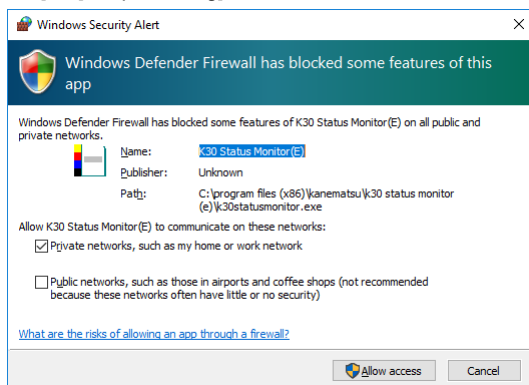 Windows Security Alert
Windows Defender Firewall has blocked some features of this
app
Windows Defender Firewall has blocked some features of K30 Status Monitor(E) on all public and
private networks.
Name: K30 Status Monitor(E)
Publisher: Unknown
Path: C:\program files (x86)\kanematsu\k30 status monitor
(e)\k30statusmonitor.exe
Allow K30 Status Monitor(E) to communicate on these networks:
Private networks, such as my home or work network
Public networks, such as those in airports and coffee shops (not recommended
because these networks often have little or no security)
What are the risks of allowing an app through a firewall?
Allow access Cancel